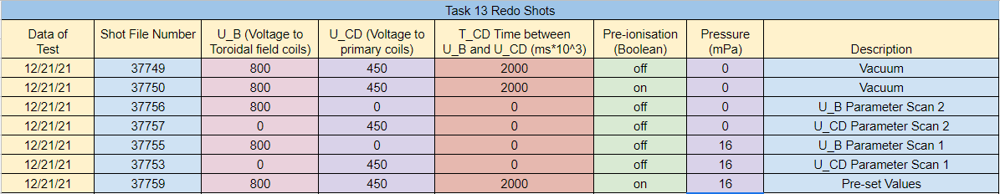 Task 13 Redo Shots
Data of Test Shot File Number U_B (Voltage to Toroidal field coils) U_CD (Voltage to primary coils) T_CD Time between U_B and U_CD (ms*10^3) Pre-ionisation (Boolean) Pressure (mPa) Description
12/21/21 37749 800 450 2000 off 0 Vacuum
12/21/21 37750 800 450 2000 on 0 Vacuum
12/21/21 37756 800 0 0 off 0 U_B Parameter Scan 2
12/21/21 37757 0 450 0 off 0 U_CD Parameter Scan 2
12/21/21 37755 800 0 0 off 16 U_B Parameter Scan 1
12/21/21 37753 0 450 0 off 16 U_CD Parameter Scan 1
12/21/21 37759 800 450 2000 on 16 Pre-set Values